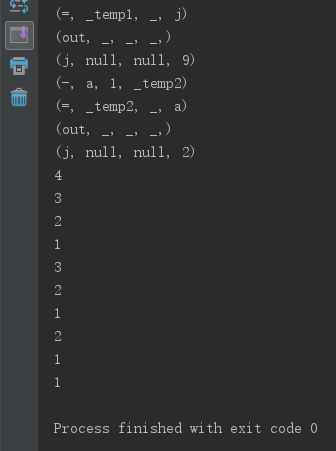 (=, _temp1, _, j)
(out, _, _, _,)
(j, null, null, 9)
(-, a, 1, _temp2)
(=, _temp2, _, a)
(out, _, _, _,)
(j, null, null, 2)
4
3
2
1
3
2
1
2
1
1
Process finished with exit code 0